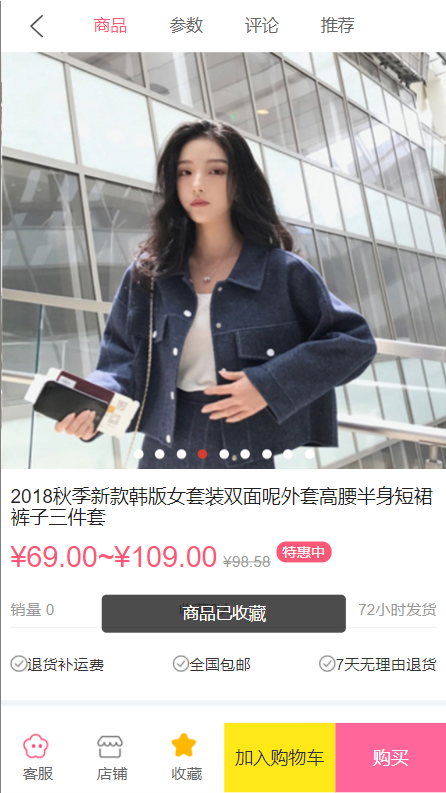 商品 参数 评论 推荐
2018秋季新款韩版女套装双面呢外套高腰半身短裙
裤子三件套
¥69.00~¥109.00 ¥98.58 特惠中
销量 0 商品已收藏 72小时发货
退货补运费 全国包邮 7天无理由退货
客服 店铺 收藏 加入购物车 购买